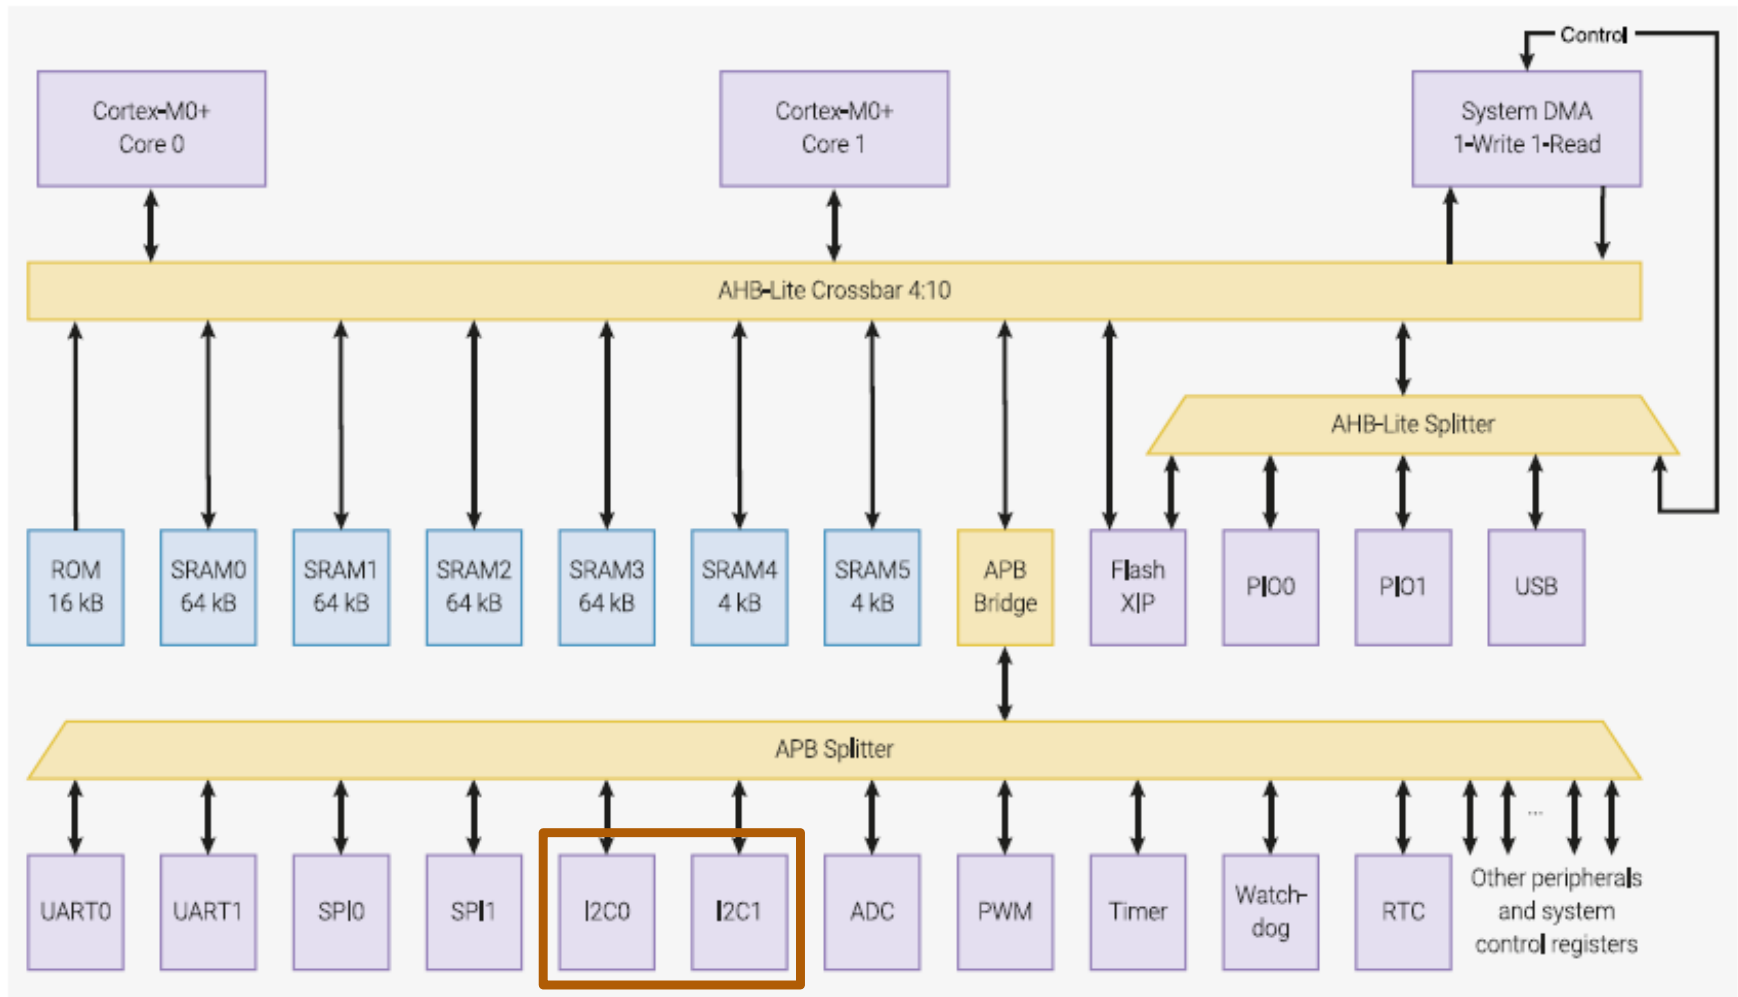 Control
Cortex-M0+
Core 0
Cortex-M0+
Core 1
System DMA
1-Write 1-Read
AHB-Lite Crossbar 4:10
AHB-Lite Splitter
ROM
16 kB
SRAM0
64 kB
SRAM1
64 kB
SRAM2
64 kB
SRAM3
64 kB
SRAM4
4 kB
SRAM5
4 kB
APB
Bridge
Flash
XIP
PIO0
PIO1
USB
APB Splitter
UART0
UART1
SPI0
SPI1
I2C0
I2C1
ADC
PWM
Timer
Watch-
dog
RTC
...
Other peripherals
and system
control registers